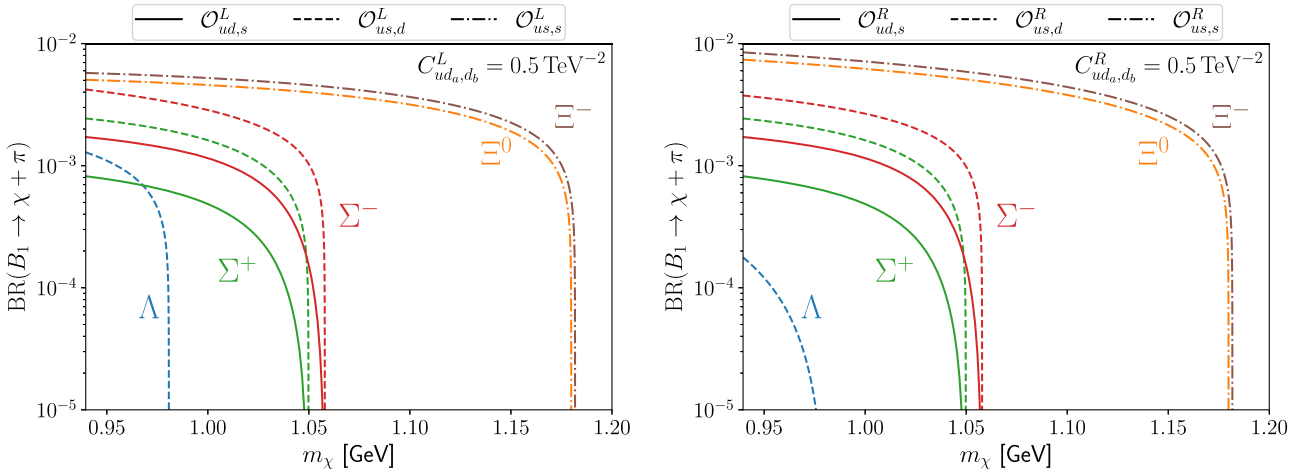 𝒪^L_{ud,s} 𝒪^L_{us,d} 𝒪^L_{us,s}
10^{-2}
C^L_{ud_a,d_b} = 0.5 TeV^{-2}
Ξ^−
Ξ^0
10^{-3}
Σ^−
Σ^+
10^{-4}
Λ
10^{-5}
BR(B_1 → χ + π)
0.95 1.00 1.05 1.10 1.15 1.20
m_χ [GeV]
𝒪^R_{ud,s} 𝒪^R_{us,d} 𝒪^R_{us,s}
10^{-2}
C^R_{ud_a,d_b} = 0.5 TeV^{-2}
Ξ^−
Ξ^0
10^{-3}
Σ^−
Σ^+
10^{-4}
Λ
10^{-5}
BR(B_1 → χ + π)
0.95 1.00 1.05 1.10 1.15 1.20
m_χ [GeV]